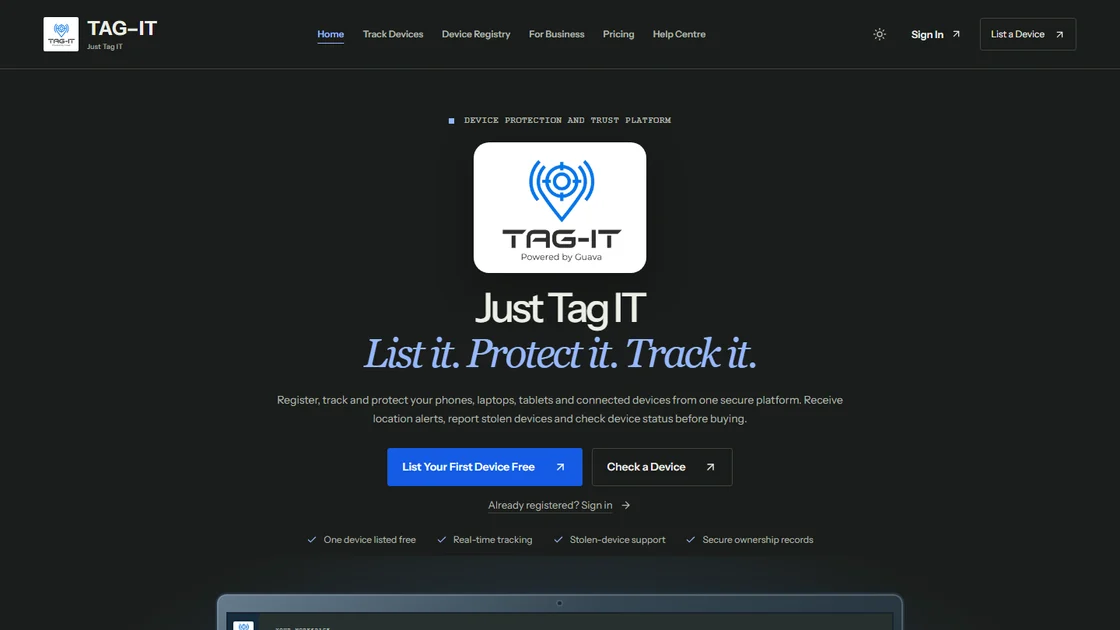 TAG-IT
TAG–IT
Just Tag IT
Home
Track Devices
Device Registry
For Business
Pricing
Help Centre
Sign In
List a Device
DEVICE PROTECTION AND TRUST PLATFORM
TAG-IT
Powered by Guava
Just Tag IT
List it. Protect it. Track it.
Register, track and protect your phones, laptops, tablets and connected devices from one secure platform. Receive
location alerts, report stolen devices and check device status before buying.
List Your First Device Free
Check a Device
Already registered? Sign in
One device listed free
Real-time tracking
Stolen-device support
Secure ownership records